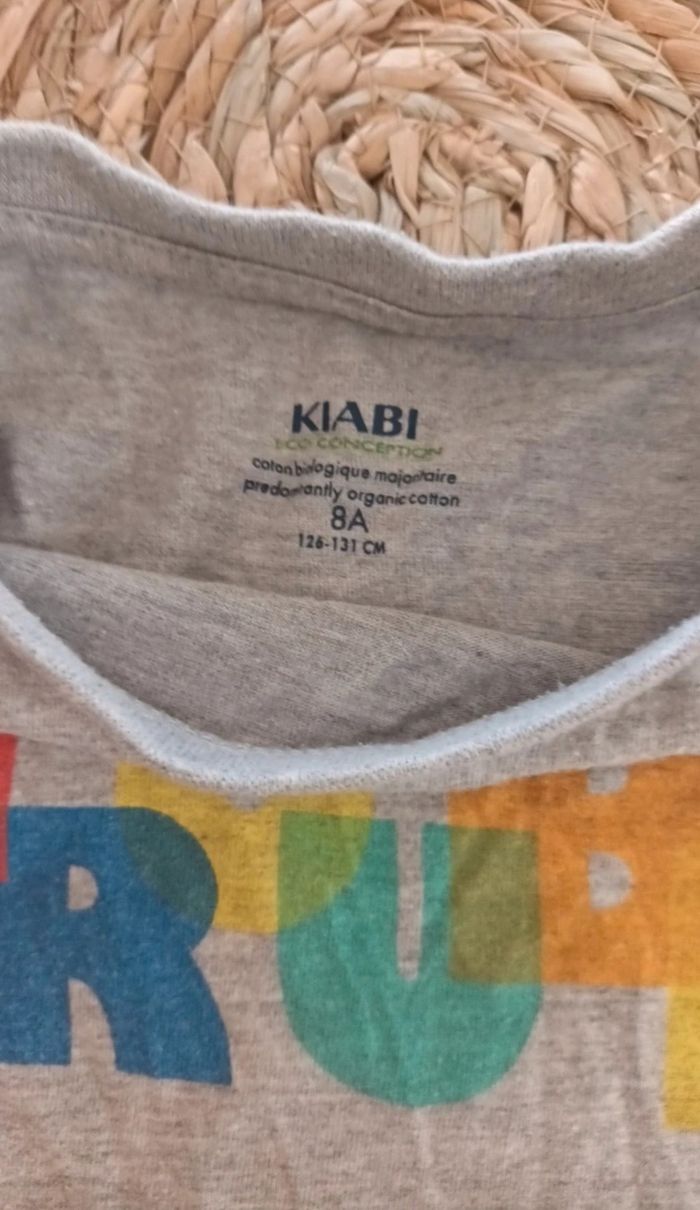 KIABI
ECO CONCEPTION
coton biologique majoritaire
predominantly organic cotton
8A
126-131 CM
R U